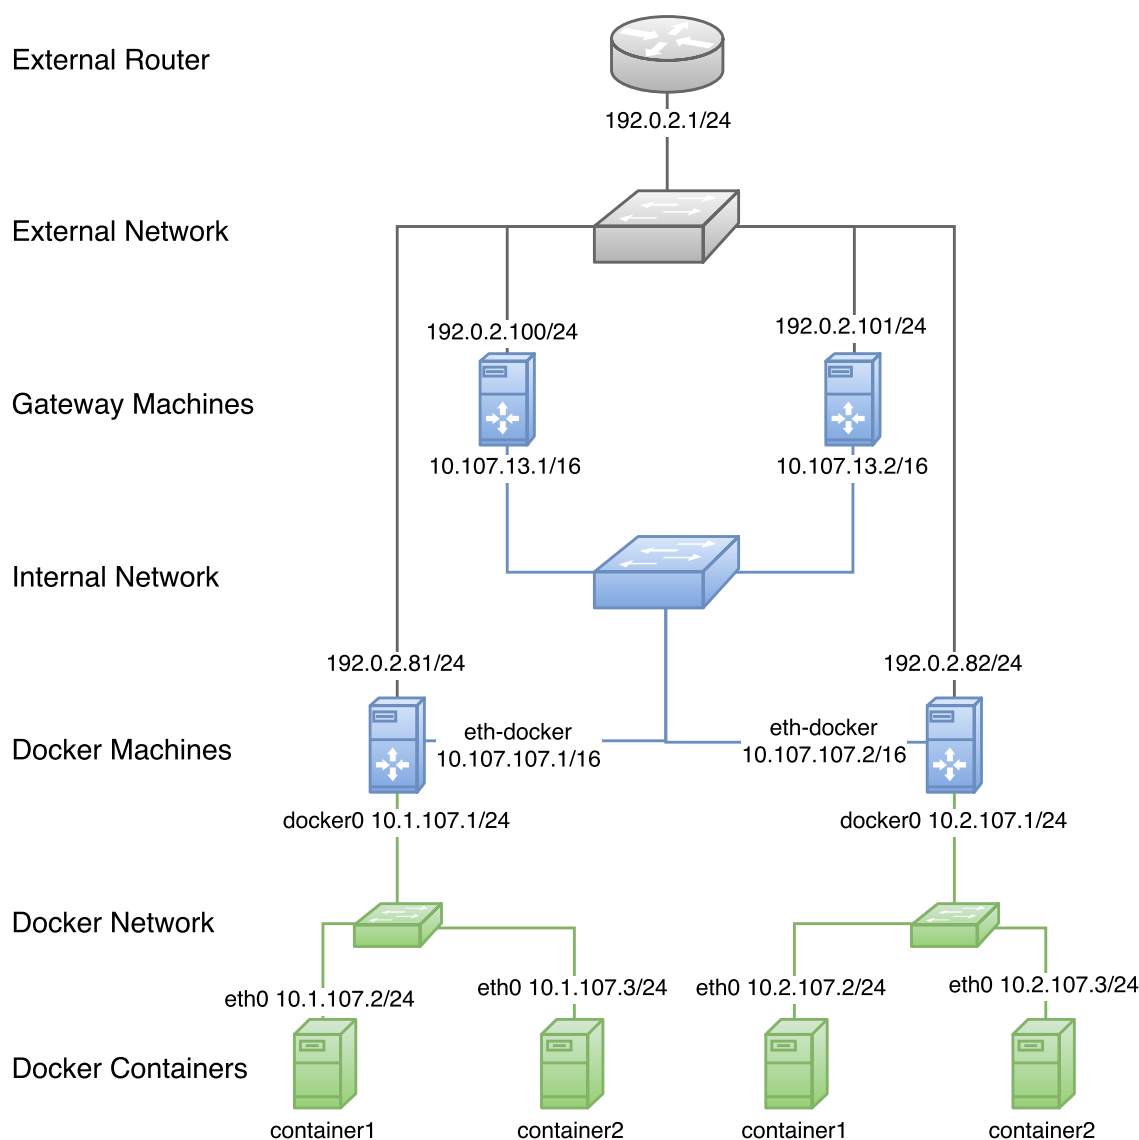 External Router
192.0.2.1/24
External Network
192.0.2.100/24
192.0.2.101/24
Gateway Machines
10.107.13.1/16
10.107.13.2/16
Internal Network
192.0.2.81/24
192.0.2.82/24
Docker Machines
eth-docker
10.107.107.1/16
eth-docker
10.107.107.2/16
docker0 10.1.107.1/24
docker0 10.2.107.1/24
Docker Network
eth0 10.1.107.2/24
eth0 10.1.107.3/24
eth0 10.2.107.2/24
eth0 10.2.107.3/24
Docker Containers
container1
container2
container1
container2